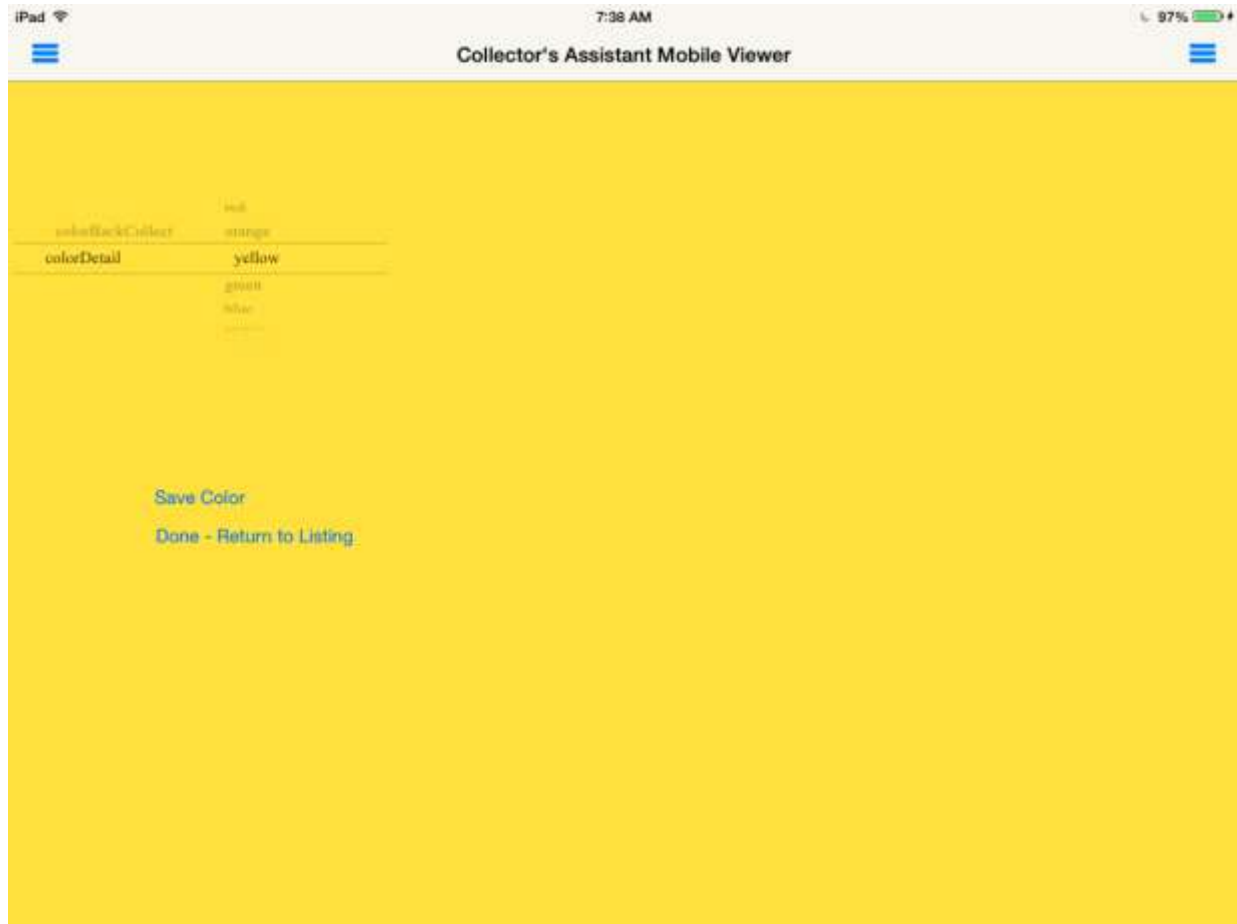 iPad 7:38 AM 97%
Collector's Assistant Mobile Viewer
red
colorBackCollect orange
colorDetail yellow
green
blue
Save Color
Done - Return to Listing